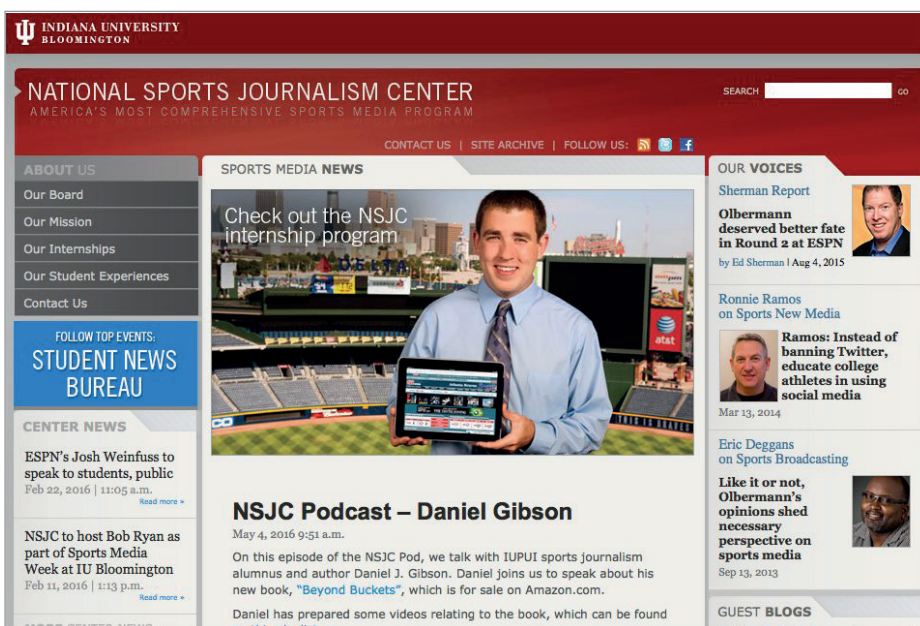 INDIANA UNIVERSITY
BLOOMINGTON
NATIONAL SPORTS JOURNALISM CENTER
AMERICA'S MOST COMPREHENSIVE SPORTS MEDIA PROGRAM
SEARCH
GO
CONTACT US | SITE ARCHIVE | FOLLOW US:
ABOUT US
Our Board
Our Mission
Our Internships
Our Student Experiences
Contact Us
FOLLOW TOP EVENTS:
STUDENT NEWS
BUREAU
CENTER NEWS
ESPN's Josh Weinfuss to
speak to students, public
Feb 22, 2016 | 11:05 a.m.
Read more »
NSJC to host Bob Ryan as
part of Sports Media
Week at IU Bloomington
Feb 11, 2016 | 1:13 p.m.
Read more »
SPORTS MEDIA NEWS
Check out the NSJC
internship program
DELTA
at&t
THIS IS BRAVES
NSJC Podcast – Daniel Gibson
May 4, 2016 9:51 a.m.
On this episode of the NSJC Pod, we talk with IUPUI sports journalism
alumnus and author Daniel J. Gibson. Daniel joins us to speak about his
new book, "Beyond Buckets", which is for sale on Amazon.com.
Daniel has prepared some videos relating to the book, which can be found
OUR VOICES
Sherman Report
Olbermann
deserved better fate
in Round 2 at ESPN
by Ed Sherman | Aug 4, 2015
Ronnie Ramos
on Sports New Media
Ramos: Instead of
banning Twitter,
educate college
athletes in using
social media
Mar 13, 2014
Eric Deggans
on Sports Broadcasting
Like it or not,
Olbermann's
opinions shed
necessary
perspective on
sports media
Sep 13, 2013
GUEST BLOGS